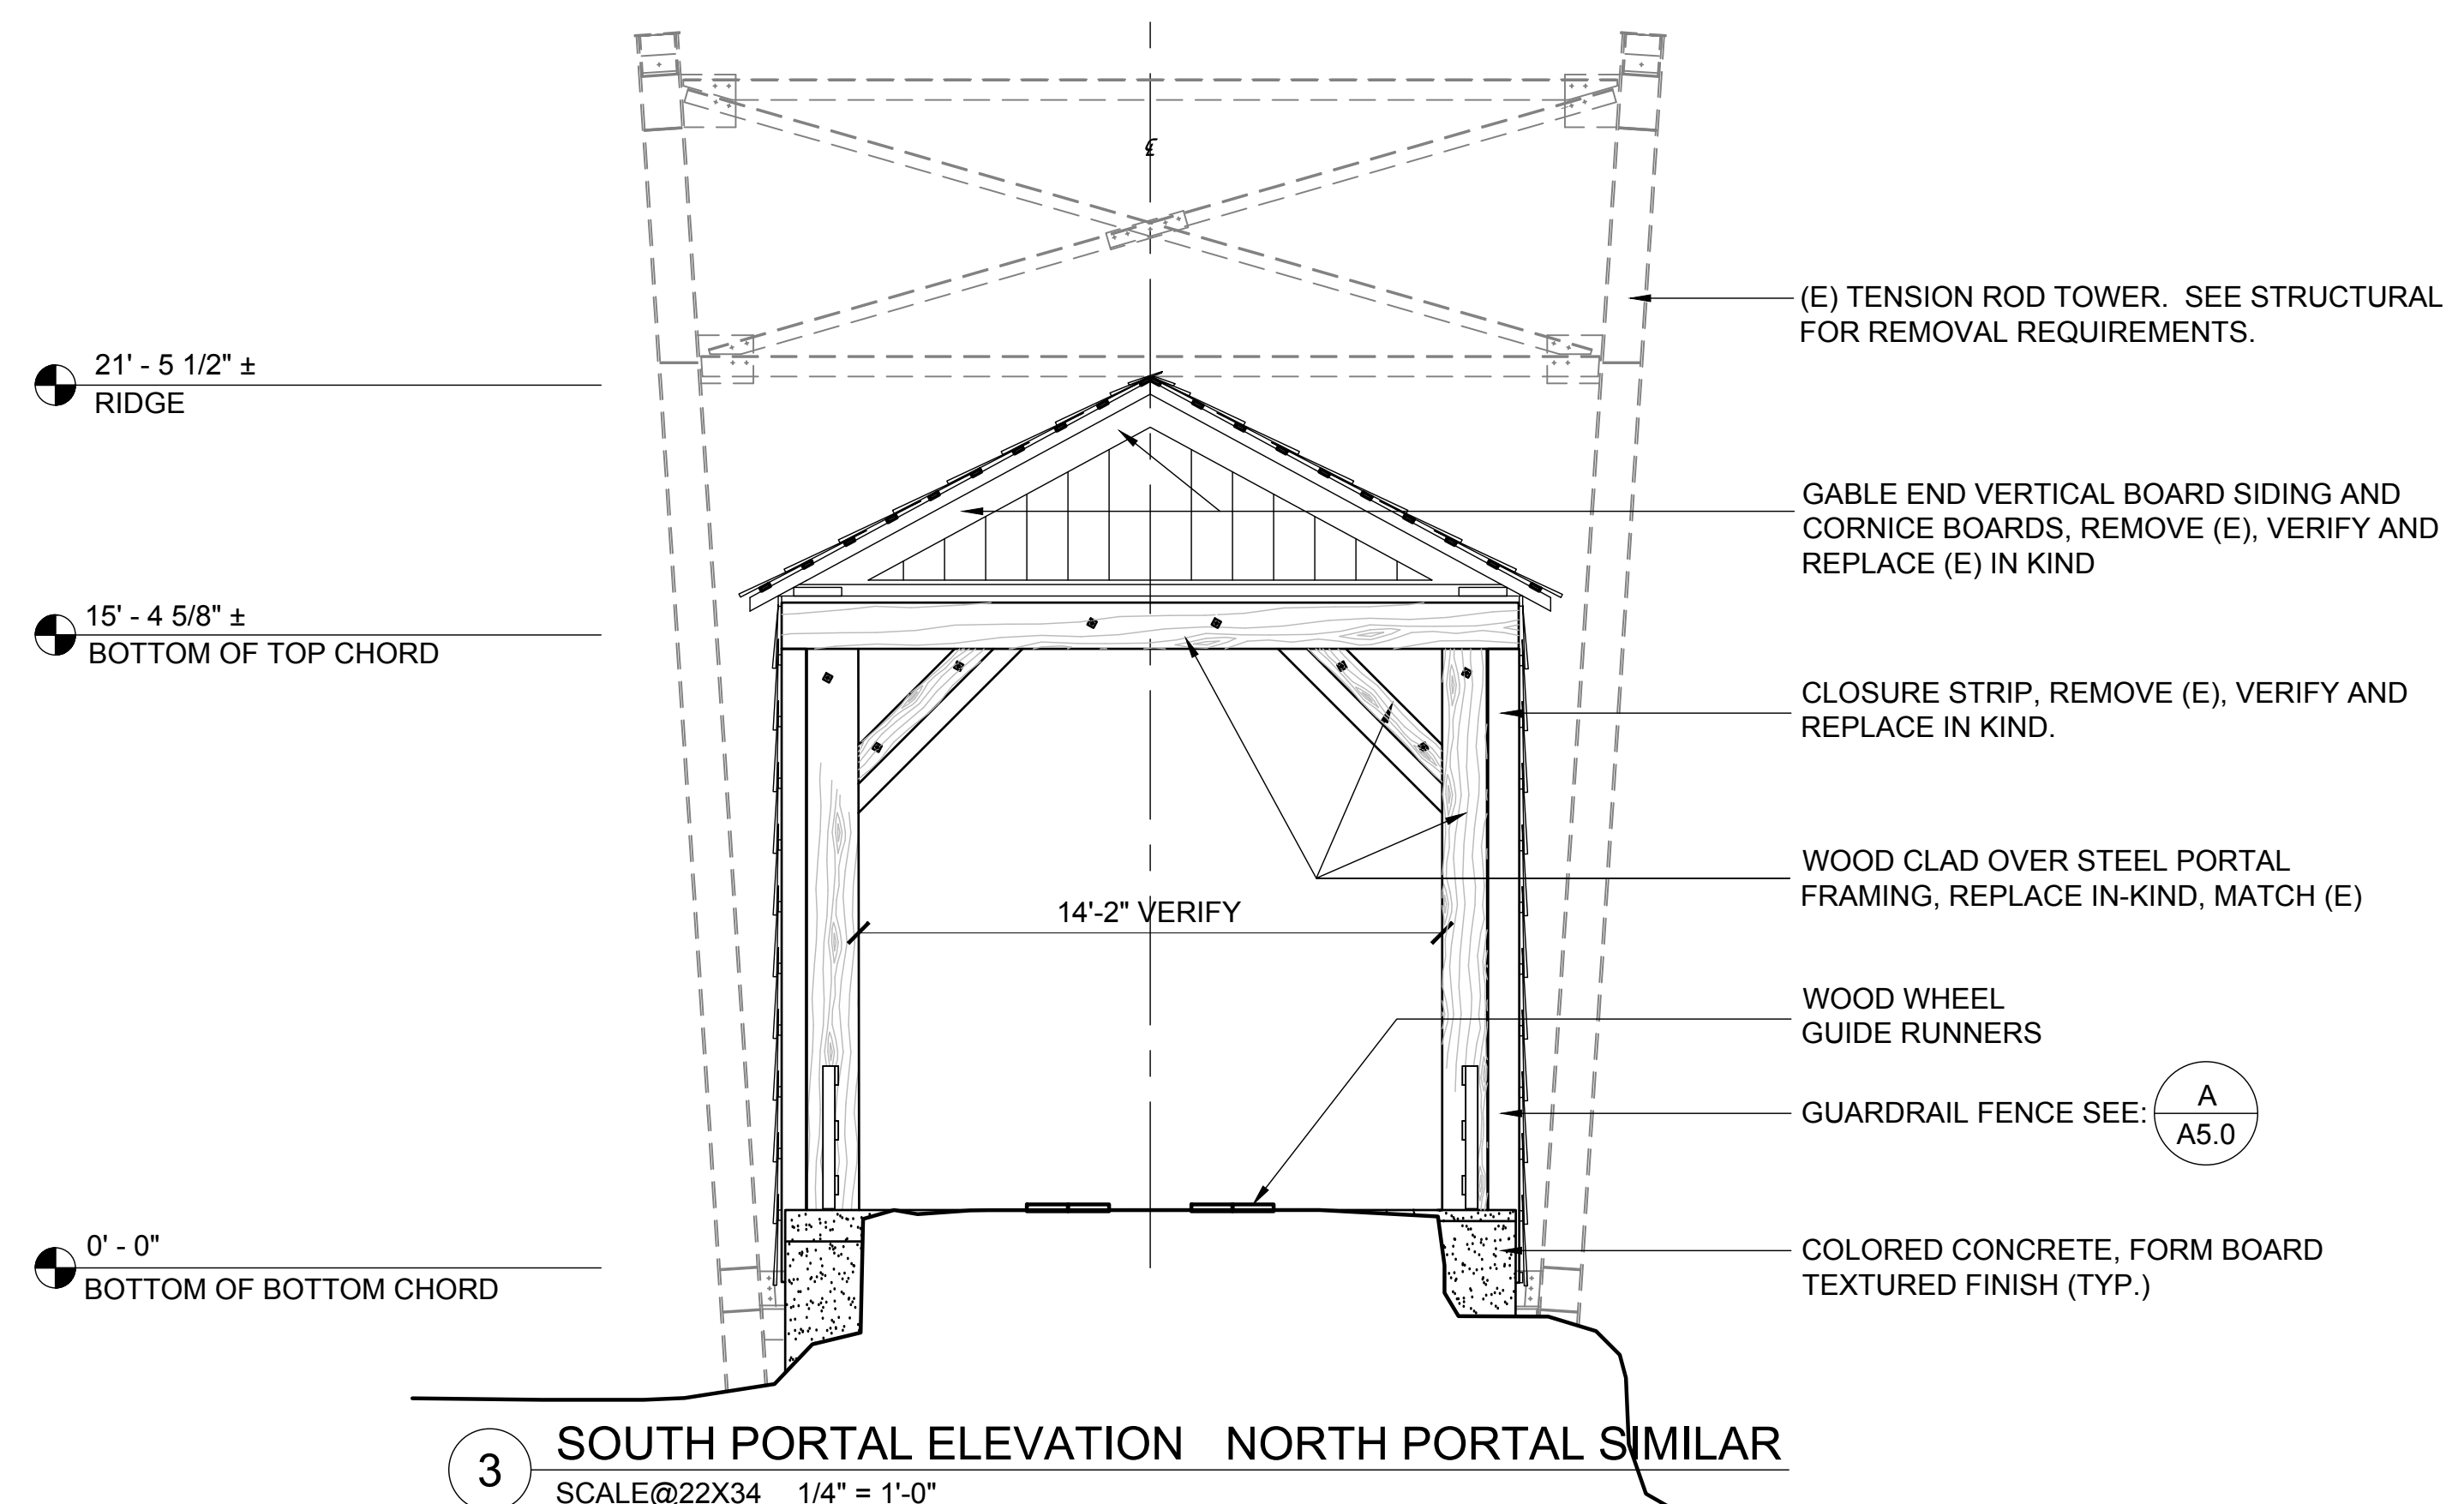 ℄
(E) TENSION ROD TOWER.  SEE STRUCTURAL
FOR REMOVAL REQUIREMENTS.
21' - 5 1/2" ±
RIDGE
GABLE END VERTICAL BOARD SIDING AND
CORNICE BOARDS, REMOVE (E), VERIFY AND
REPLACE (E) IN KIND
15' - 4 5/8" ±
BOTTOM OF TOP CHORD
CLOSURE STRIP, REMOVE (E), VERIFY AND
REPLACE IN KIND.
WOOD CLAD OVER STEEL PORTAL
FRAMING, REPLACE IN-KIND, MATCH (E)
14'-2" VERIFY
WOOD WHEEL
GUIDE RUNNERS
GUARDRAIL FENCE SEE:
A
A5.0
0' - 0"
BOTTOM OF BOTTOM CHORD
COLORED CONCRETE, FORM BOARD
TEXTURED FINISH (TYP.)
3
SOUTH PORTAL ELEVATION   NORTH PORTAL SIMILAR
SCALE@22X34    1/4" = 1'-0"